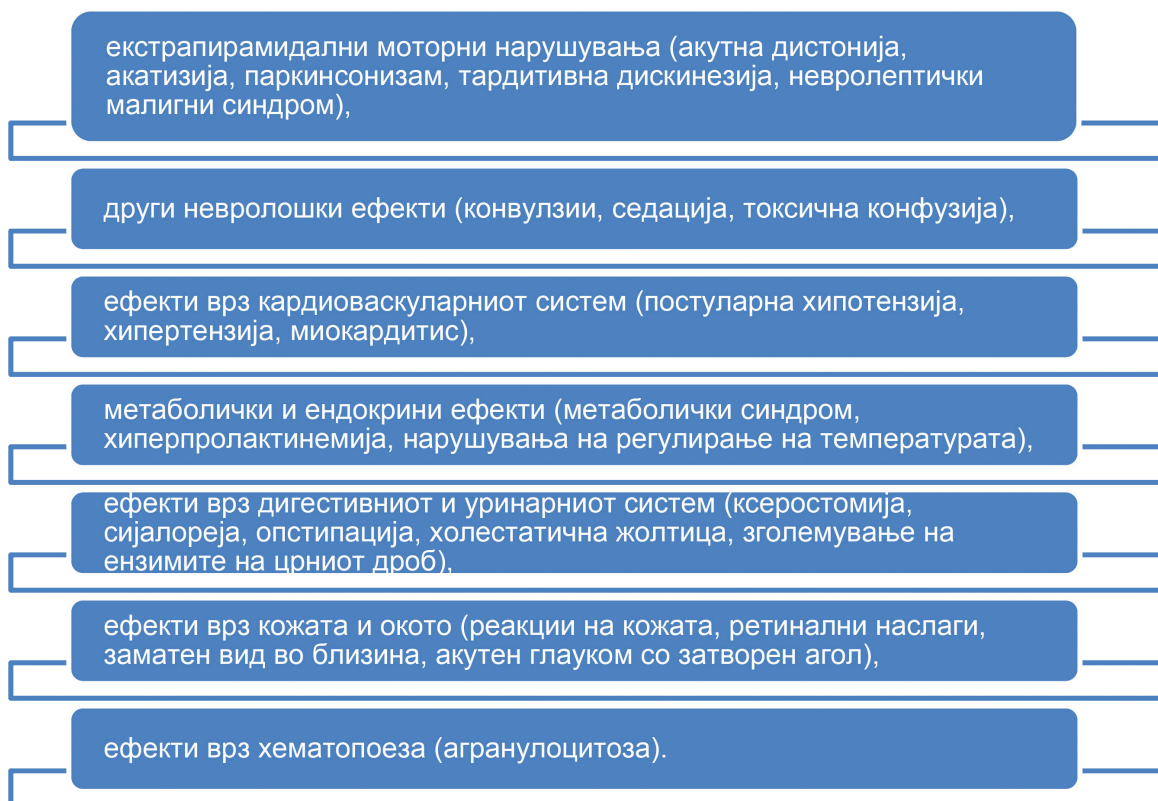 екстрапирамидални моторни нарушувања (акутна дистонија,
акатизија, паркинсонизам, тардитивна дискинезија, невролептички
малигни синдром),
други невролошки ефекти (конвулзии, седација, токсична конфузија),
ефекти врз кардиоваскуларниот систем (постуларна хипотензија,
хипертензија, миокардитис),
метаболички и ендокрини ефекти (метаболички синдром,
хиперпролактинемија, нарушувања на регулирање на температурата),
ефекти врз дигестивниот и уринарниот систем (ксеростомија,
сијалореја, опстипација, холестатична жолтица, зголемување на
ензимите на црниот дроб),
ефекти врз кожата и окото (реакции на кожата, ретинални наслаги,
заматен вид во близина, акутен глауком со затворен агол),
ефекти врз хематопоеза (агранулоцитоза).